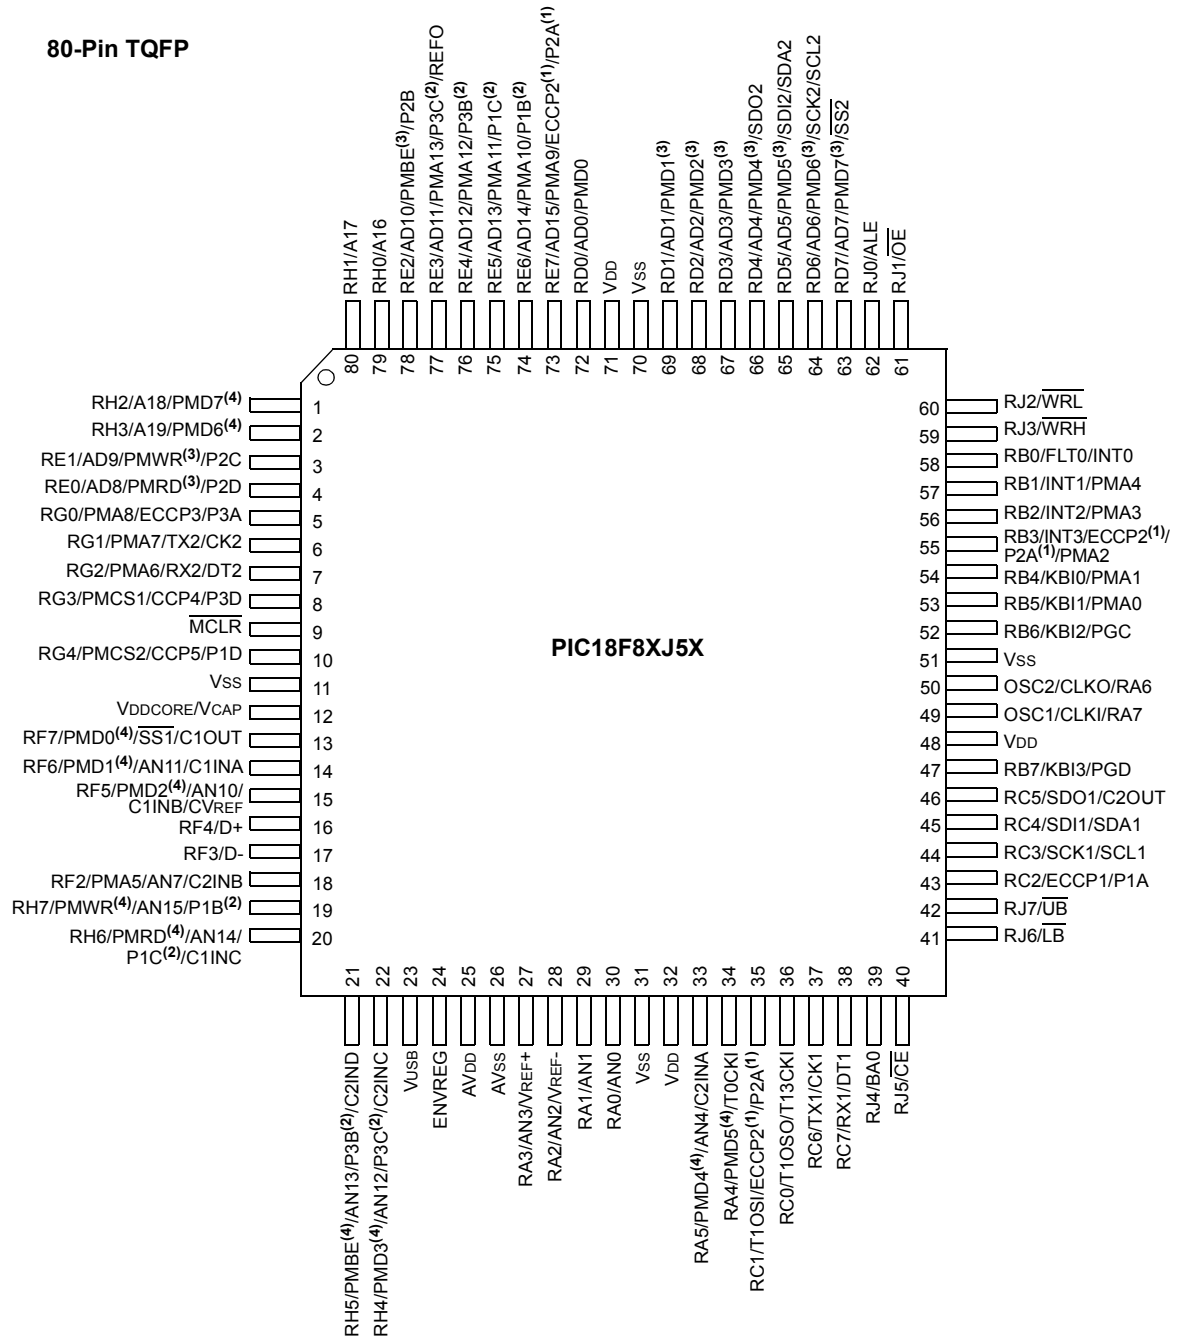 80-Pin TQFP
RH1/A17
RH0/A16
RE2/AD10/PMBE(3)/P2B
RE3/AD11/PMA13/P3C(2)/REFO
RE4/AD12/PMA12/P3B(2)
RE5/AD13/PMA11/P1C(2)
RE6/AD14/PMA10/P1B(2)
RE7/AD15/PMA9/ECCP2(1)/P2A(1)
RD0/AD0/PMD0
VDD
VSS
RD1/AD1/PMD1(3)
RD2/AD2/PMD2(3)
RD3/AD3/PMD3(3)
RD4/AD4/PMD4(3)/SDO2
RD5/AD5/PMD5(3)/SDI2/SDA2
RD6/AD6/PMD6(3)/SCK2/SCL2
RD7/AD7/PMD7(3)/SS2
RJ0/ALE
RJ1/OE
80
79
78
77
76
75
74
73
72
71
70
69
68
67
66
65
64
63
62
61
RH2/A18/PMD7(4) 1
RH3/A19/PMD6(4) 2
RE1/AD9/PMWR(3)/P2C 3
RE0/AD8/PMRD(3)/P2D 4
RG0/PMA8/ECCP3/P3A 5
RG1/PMA7/TX2/CK2 6
RG2/PMA6/RX2/DT2 7
RG3/PMCS1/CCP4/P3D 8
MCLR 9
RG4/PMCS2/CCP5/P1D 10
VSS 11
VDDCORE/VCAP 12
RF7/PMD0(4)/SS1/C1OUT 13
RF6/PMD1(4)/AN11/C1INA 14
RF5/PMD2(4)/AN10/
C1INB/CVREF 15
RF4/D+ 16
RF3/D- 17
RF2/PMA5/AN7/C2INB 18
RH7/PMWR(4)/AN15/P1B(2) 19
RH6/PMRD(4)/AN14/
P1C(2)/C1INC 20
PIC18F8XJ5X
60 RJ2/WRL
59 RJ3/WRH
58 RB0/FLT0/INT0
57 RB1/INT1/PMA4
56 RB2/INT2/PMA3
55 RB3/INT3/ECCP2(1)/
P2A(1)/PMA2
54 RB4/KBI0/PMA1
53 RB5/KBI1/PMA0
52 RB6/KBI2/PGC
51 VSS
50 OSC2/CLKO/RA6
49 OSC1/CLKI/RA7
48 VDD
47 RB7/KBI3/PGD
46 RC5/SDO1/C2OUT
45 RC4/SDI1/SDA1
44 RC3/SCK1/SCL1
43 RC2/ECCP1/P1A
42 RJ7/UB
41 RJ6/LB
21
22
23
24
25
26
27
28
29
30
31
32
33
34
35
36
37
38
39
40
RH5/PMBE(4)/AN13/P3B(2)/C2IND
RH4/PMD3(4)/AN12/P3C(2)/C2INC
VUSB
ENVREG
AVDD
AVSS
RA3/AN3/VREF+
RA2/AN2/VREF-
RA1/AN1
RA0/AN0
VSS
VDD
RA5/PMD4(4)/AN4/C2INA
RA4/PMD5(4)/T0CKI
RC1/T1OSI/ECCP2(1)/P2A(1)
RC0/T1OSO/T13CKI
RC6/TX1/CK1
RC7/RX1/DT1
RJ4/BA0
RJ5/CE